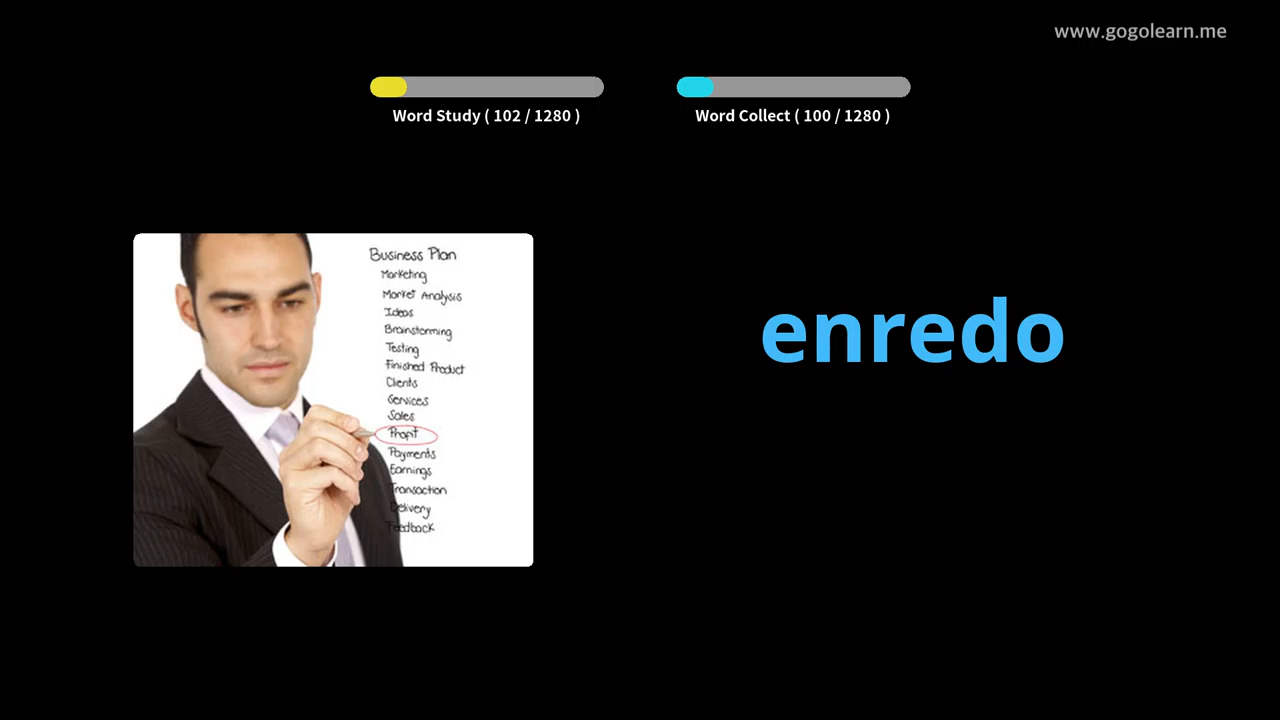 www.gogolearn.me
Word Study ( 102 / 1280 )
Word Collect ( 100 / 1280 )
Business Plan
Marketing
Market Analysis
Ideas
Brainstorming
Testing
Finished Product
Clients
Services
Sales
Profit
Payments
Earnings
Transaction
Delivery
Feedback
enredo